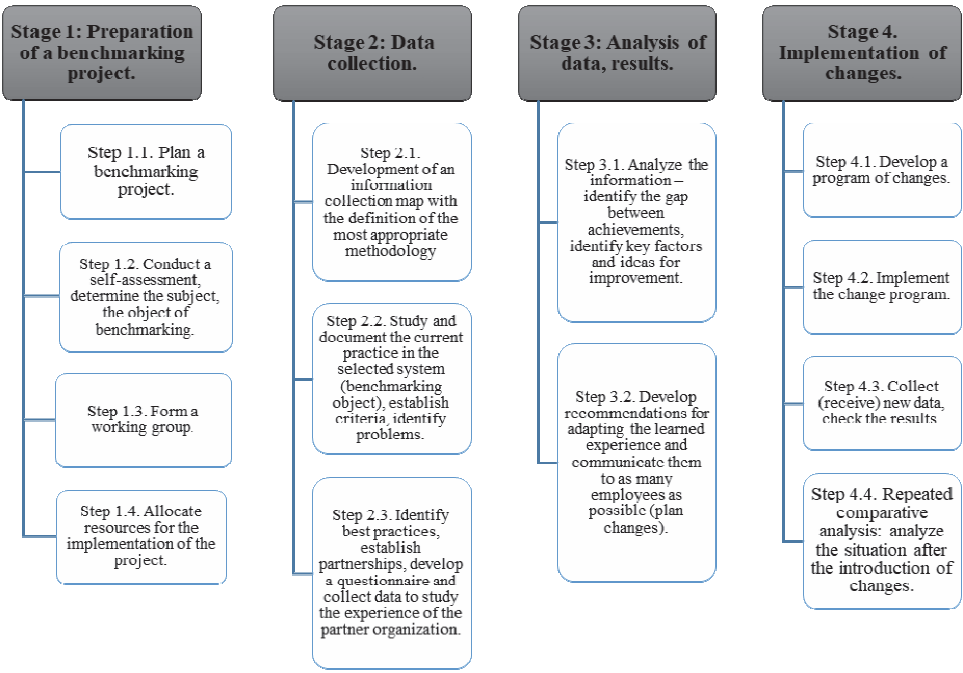 Stage 1: Preparation
of a benchmarking
project.
Step 1.1. Plan a
benchmarking
project.
Step 1.2. Conduct a
self-assessment,
determine the subject,
the object of
benchmarking.
Step 1.3. Form a
working group.
Step 1.4. Allocate
resources for the
implementation of the
project.
Stage 2: Data
collection.
Step 2.1.
Development of an
information
collection map with
the definition of the
most appropriate
methodology
Step 2.2. Study and
document the current
practice in the
selected system
(benchmarking
object), establish
criteria, identify
problems.
Step 2.3. Identify
best practices,
establish
partnerships, develop
a questionnaire and
collect data to study
the experience of the
partner organization.
Stage 3: Analysis of
data, results.
Step 3.1. Analyze the
information –
identify the gap
between
achievements,
identify key factors
and ideas for
improvement.
Step 3.2. Develop
recommendations for
adapting the learned
experience and
communicate them
to as many
employees as
possible (plan
changes).
Stage 4.
Implementation of
changes.
Step 4.1. Develop a
program of changes.
Step 4.2. Implement
the change program.
Step 4.3. Collect
(receive) new data,
check the results
Step 4.4. Repeated
comparative
analysis: analyze
the situation after
the introduction of
changes.